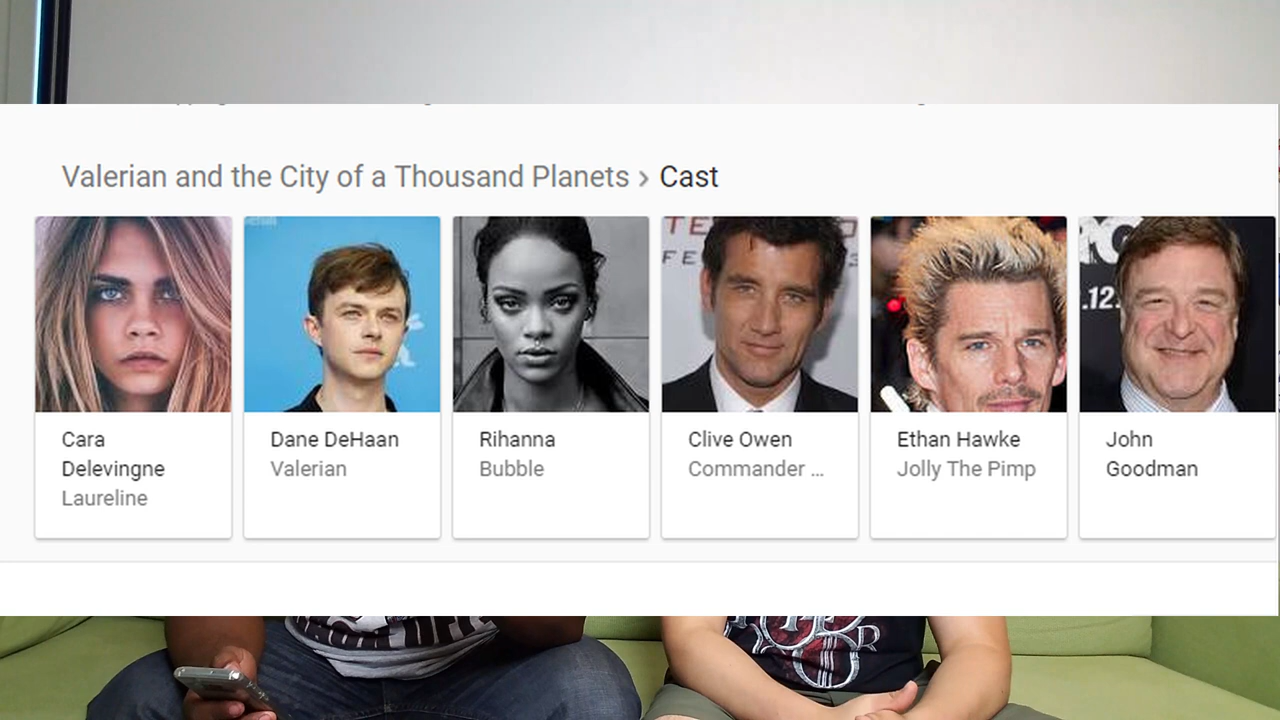 Valerian and the City of a Thousand Planets › Cast
Cara
Delevingne
Laureline
Dane DeHaan
Valerian
Rihanna
Bubble
Clive Owen
Commander ...
Ethan Hawke
Jolly The Pimp
.12.
John
Goodman